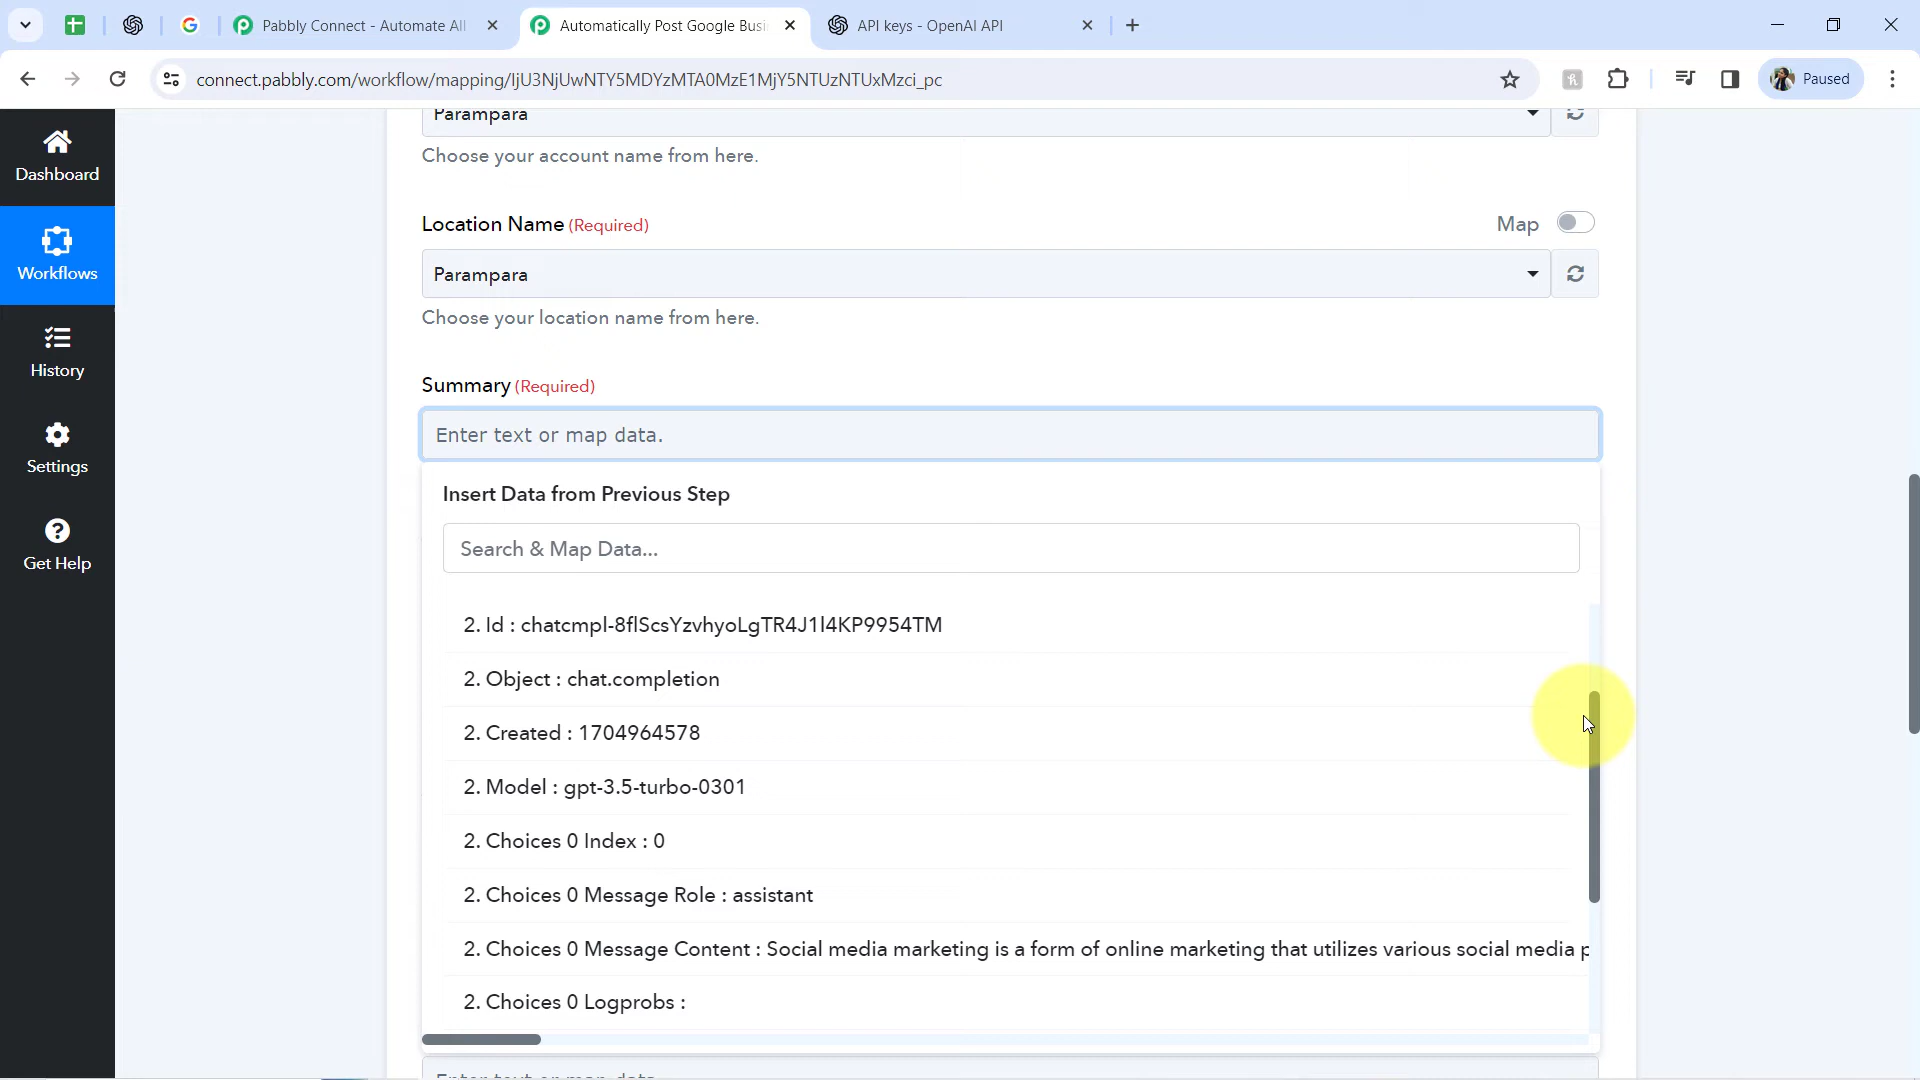 Pabbly Connect - Automate All
Automatically Post Google Busi
API keys - OpenAI API
connect.pabbly.com/workflow/mapping/IjU3NjUwNTY5MDYzMTA0MzE1MjY5NTUzNTUxMzci_pc
Paused
Dashboard
Workflows
History
Settings
Get Help
Parampara
Choose your account name from here.
Location Name (Required)
Map
Parampara
Choose your location name from here.
Summary (Required)
Enter text or map data.
Insert Data from Previous Step
Search & Map Data...
2. Id : chatcmpl-8flScsYzvhyoLgTR4J1l4KP9954TM
2. Object : chat.completion
2. Created : 1704964578
2. Model : gpt-3.5-turbo-0301
2. Choices 0 Index : 0
2. Choices 0 Message Role : assistant
2. Choices 0 Message Content : Social media marketing is a form of online marketing that utilizes various social media p
2. Choices 0 Logprobs :
Enter text or map data.